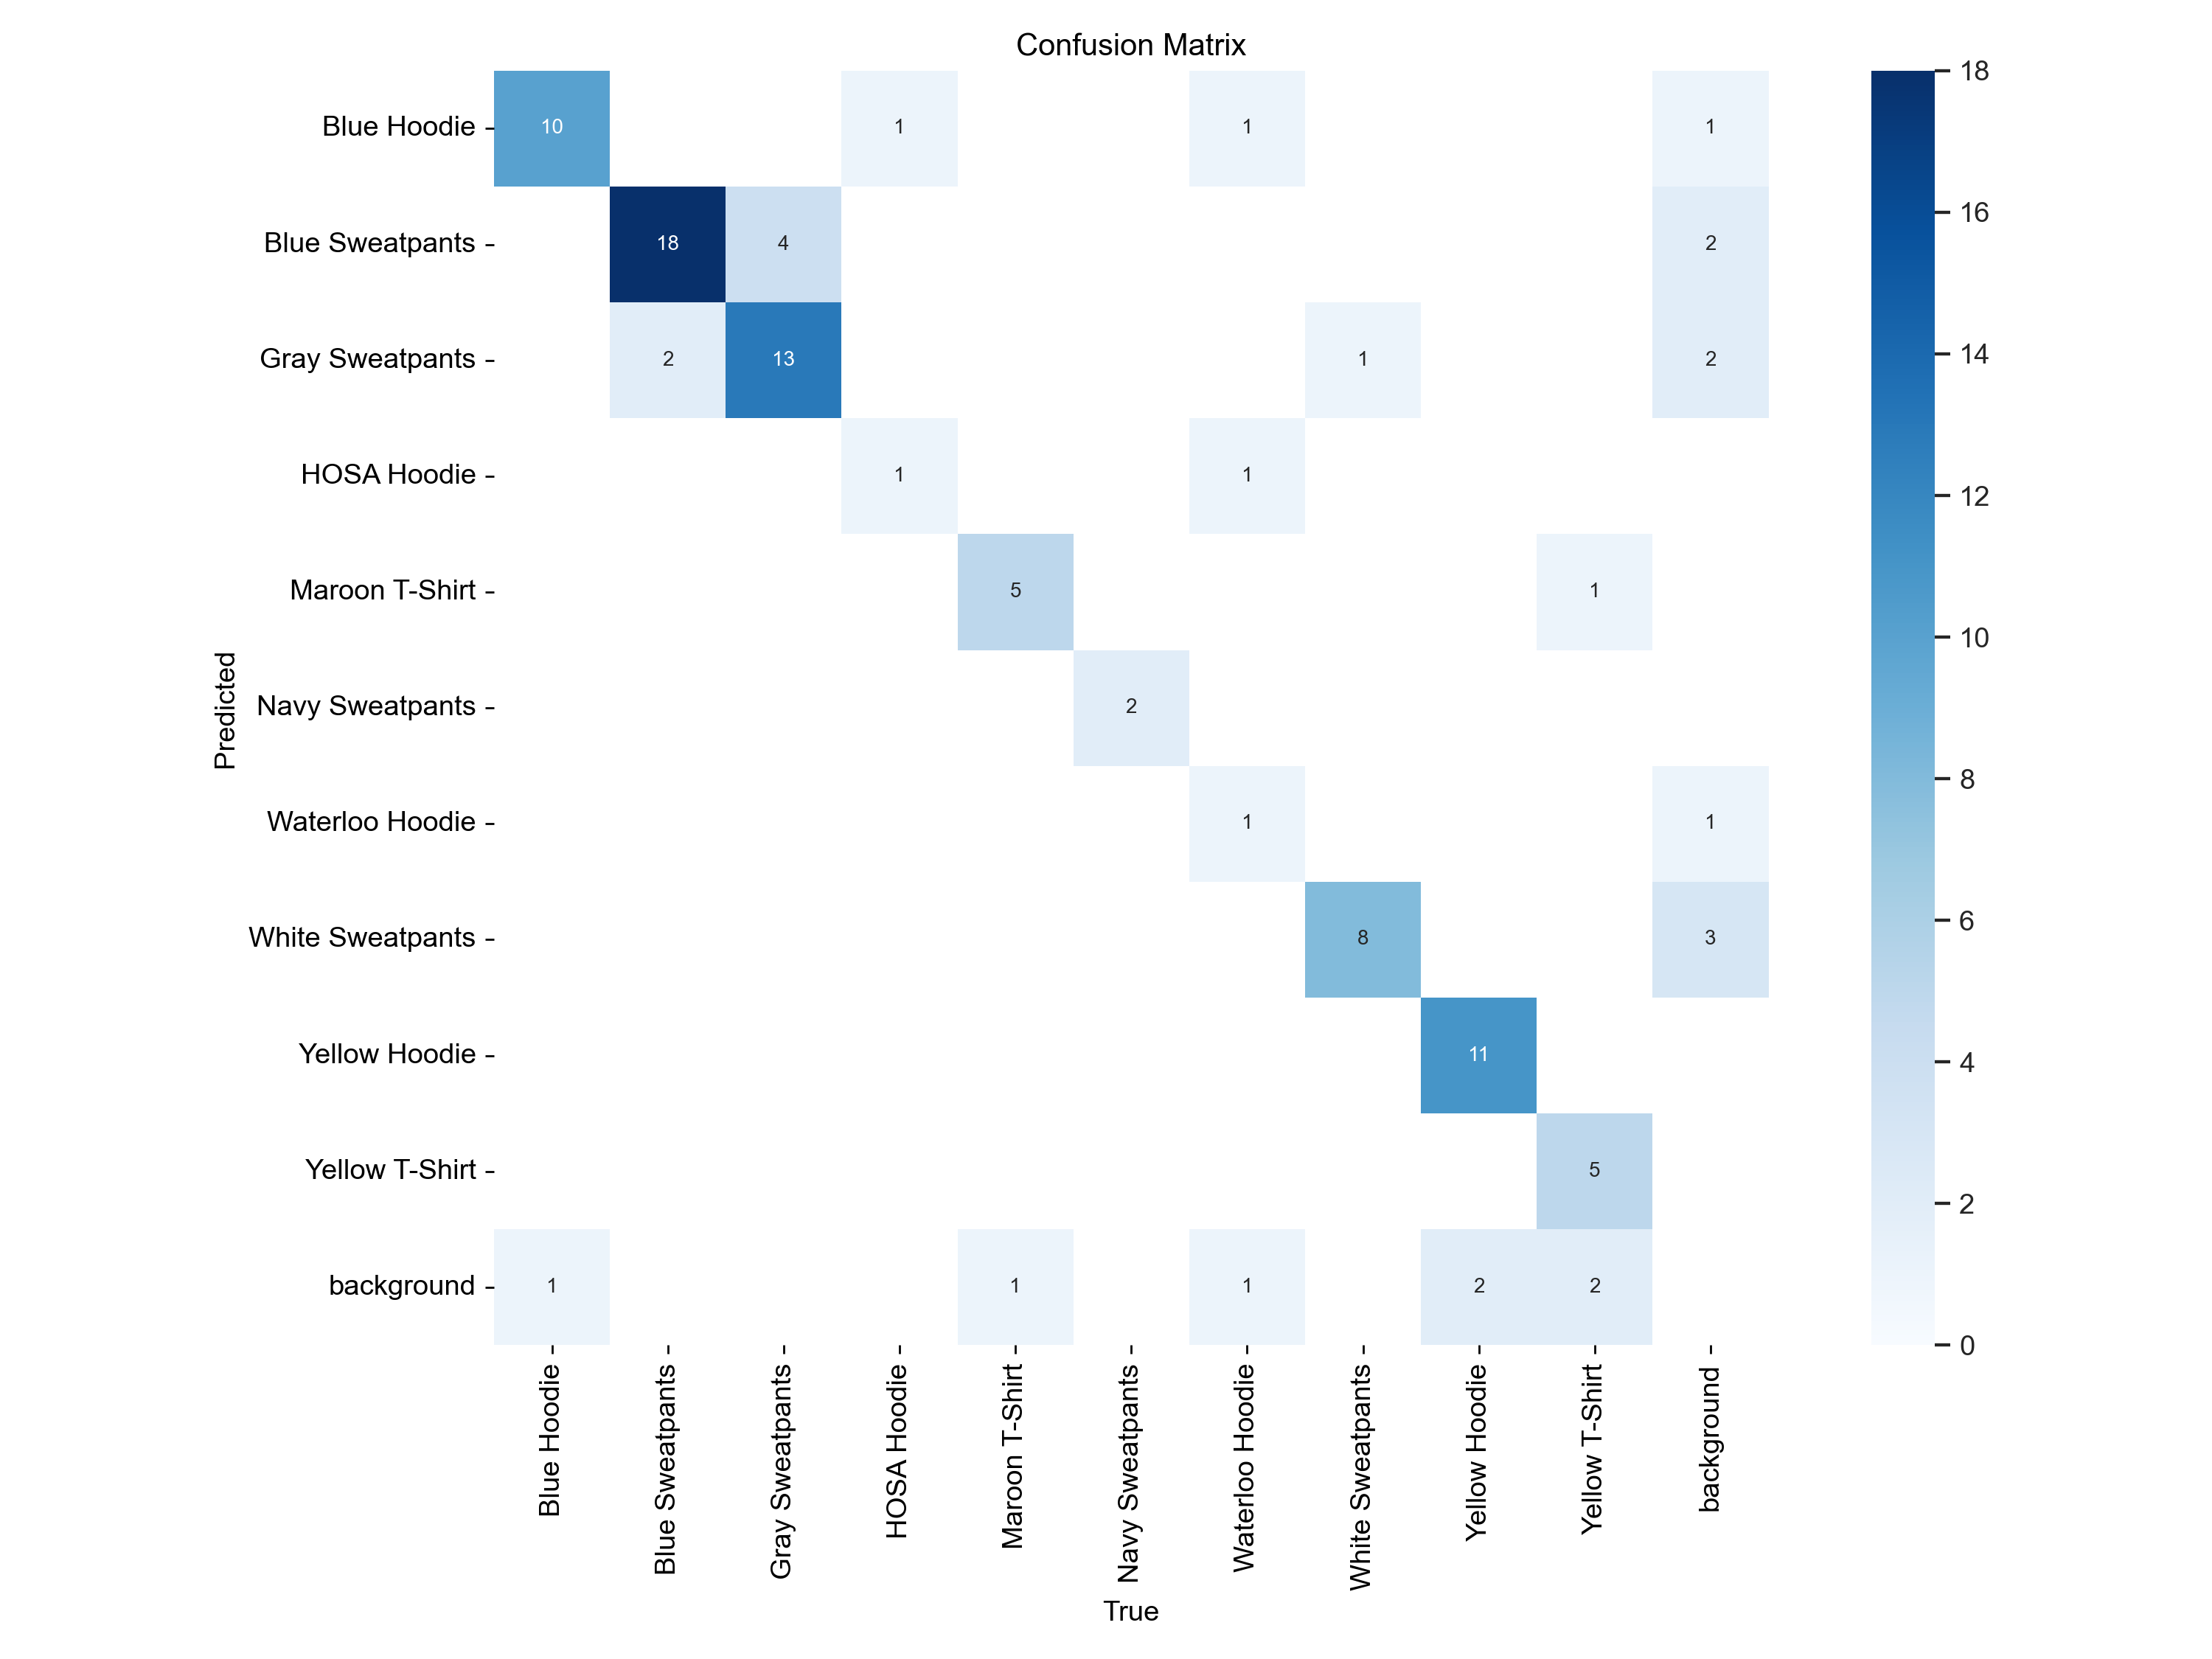 Confusion Matrix
Blue Hoodie 10 1 1 1
Blue Sweatpants 18 4 2
Gray Sweatpants 2 13 1 2
HOSA Hoodie 1 1
Maroon T-Shirt 5 1
Navy Sweatpants 2
Waterloo Hoodie 1 1
White Sweatpants 8 3
Yellow Hoodie 11
Yellow T-Shirt 5
background 1 1 1 2 2
Predicted
Blue Hoodie
Blue Sweatpants
Gray Sweatpants
HOSA Hoodie
Maroon T-Shirt
Navy Sweatpants
Waterloo Hoodie
White Sweatpants
Yellow Hoodie
Yellow T-Shirt
background
True
18
16
14
12
10
8
6
4
2
0